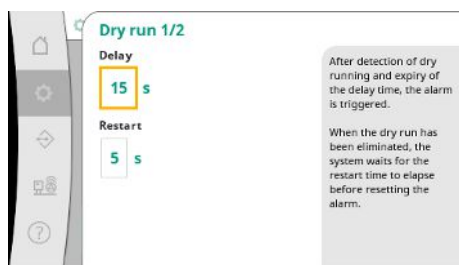 Dry run 1/2
Delay
15 s
Restart
5 s
After detection of dry
running and expiry of
the delay time, the alarm
is triggered.
When the dry run has
been eliminated, the
system waits for the
restart time to elapse
before resetting the
alarm.
?